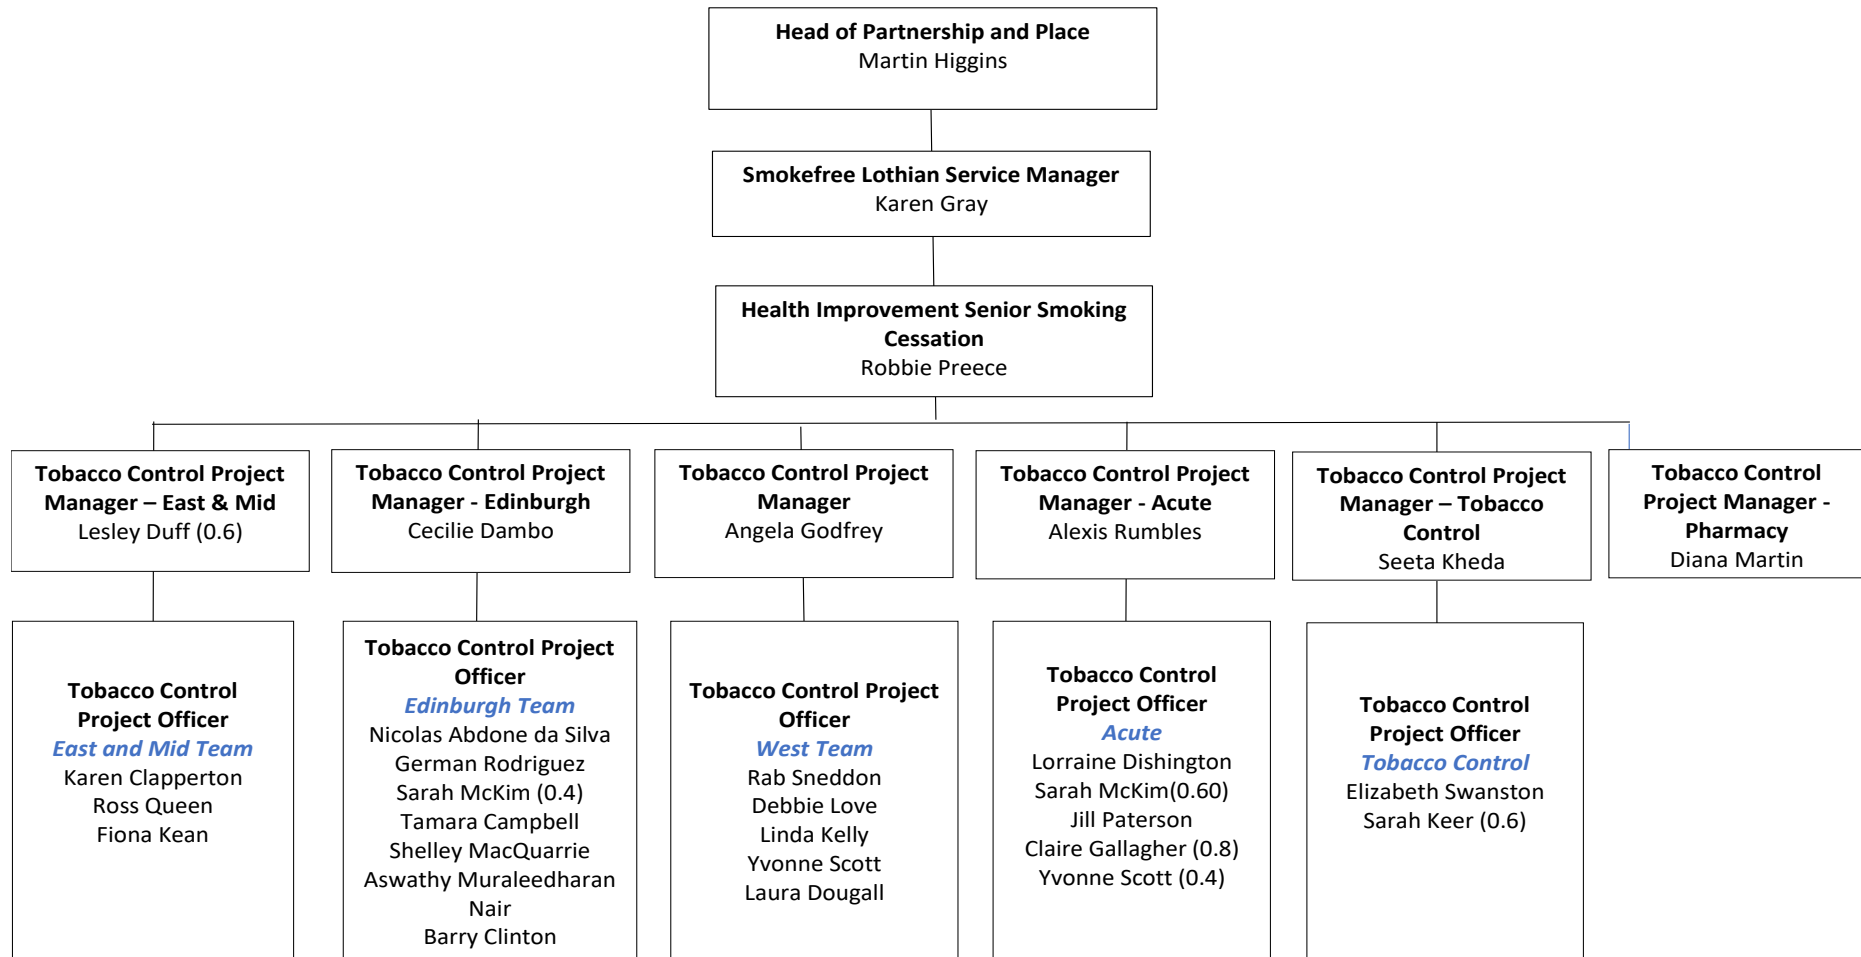 Head of Partnership and Place
Martin Higgins
Smokefree Lothian Service Manager
Karen Gray
Health Improvement Senior Smoking
Cessation
Robbie Preece
Tobacco Control Project
Manager – East & Mid
Lesley Duff (0.6)
Tobacco Control Project
Manager - Edinburgh
Cecilie Dambo
Tobacco Control Project
Manager
Angela Godfrey
Tobacco Control Project
Manager - Acute
Alexis Rumbles
Tobacco Control Project
Manager – Tobacco
Control
Seeta Kheda
Tobacco Control
Project Manager -
Pharmacy
Diana Martin
Tobacco Control
Project Officer
East and Mid Team
Karen Clapperton
Ross Queen
Fiona Kean
Tobacco Control Project
Officer
Edinburgh Team
Nicolas Abdone da Silva
German Rodriguez
Sarah McKim (0.4)
Tamara Campbell
Shelley MacQuarrie
Aswathy Muraleedharan
Nair
Barry Clinton
Tobacco Control Project
Officer
West Team
Rab Sneddon
Debbie Love
Linda Kelly
Yvonne Scott
Laura Dougall
Tobacco Control
Project Officer
Acute
Lorraine Dishington
Sarah McKim(0.60)
Jill Paterson
Claire Gallagher (0.8)
Yvonne Scott (0.4)
Tobacco Control
Project Officer
Tobacco Control
Elizabeth Swanston
Sarah Keer (0.6)